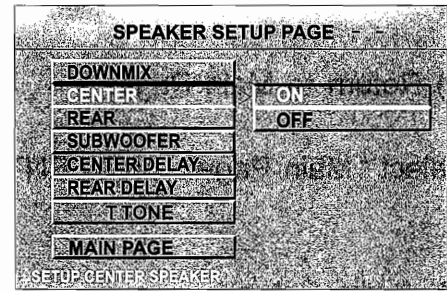 SPEAKER SETUP PAGE - -
DOWNMIX
CENTER
ON
REAR
OFF
SUBWOOFER
CENTER DELAY
REAR DELAY
T TONE
MAIN PAGE
SETUP CENTER SPEAKER